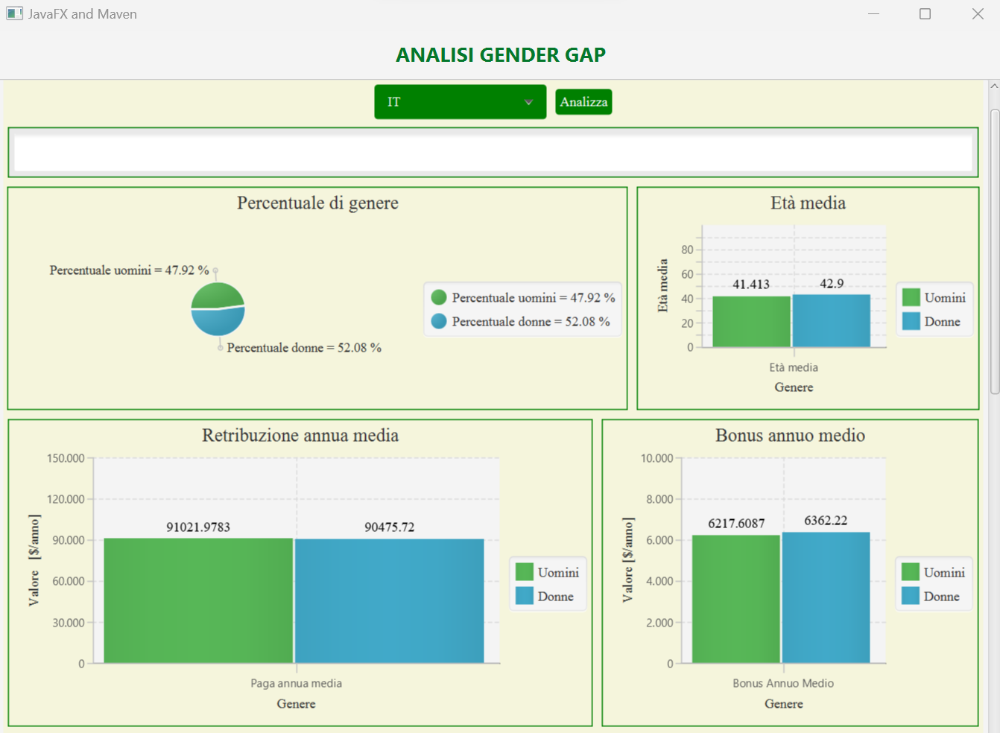 JavaFX and Maven
ANALISI GENDER GAP
IT
Analizza
Percentuale di genere
Percentuale uomini = 47.92 %
Percentuale donne = 52.08 %
Percentuale uomini = 47.92 %
Percentuale donne = 52.08 %
Età media
Età media
80
60
40
20
0
41.413
42.9
Età media
Genere
Uomini
Donne
Retribuzione annua media
Valore [$/anno]
150.000
120.000
90.000
60.000
30.000
0
91021.9783
90475.72
Paga annua media
Genere
Uomini
Donne
Bonus annuo medio
Valore [$/anno]
10.000
8.000
6.000
4.000
2.000
0
6217.6087
6362.22
Bonus Annuo Medio
Genere
Uomini
Donne